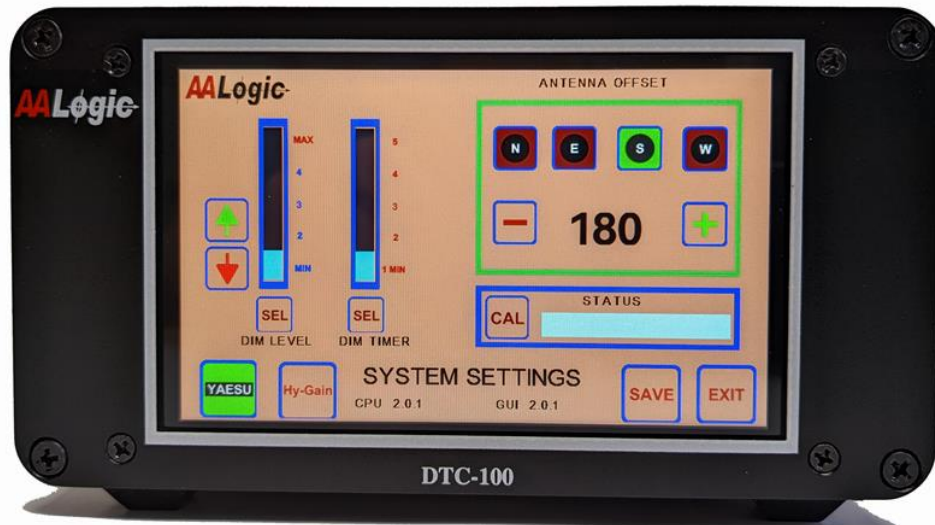 AALogic
AALogic
ANTENNA OFFSET
MAX
4
3
2
MIN
5
4
3
2
1 MIN
N E S W
180
SEL
SEL
DIM LEVEL
DIM TIMER
STATUS
CAL
YAESU
Hy-Gain
SYSTEM SETTINGS
CPU 2.0.1
GUI 2.0.1
SAVE
EXIT
DTC-100